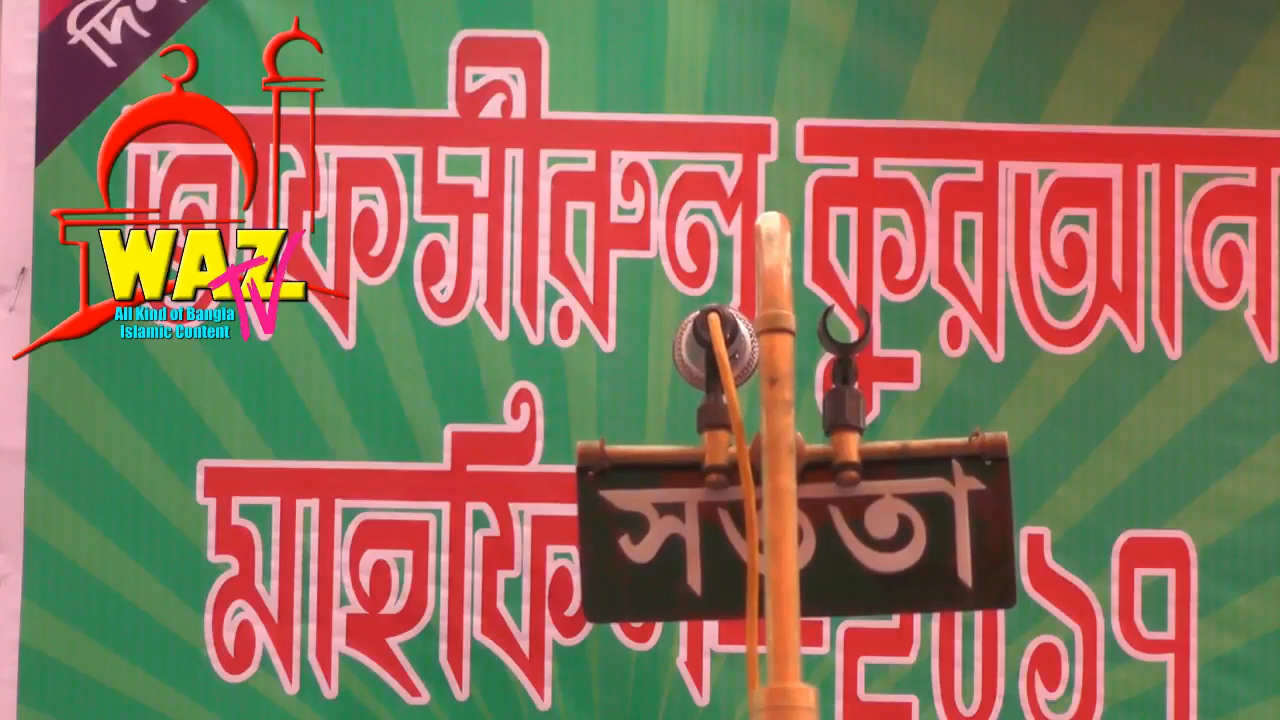 তাফসীরুল কুরআন
মাহফিল-২০১৭
সততা
WAZ TV
All Kind of Bangla
Islamic Content